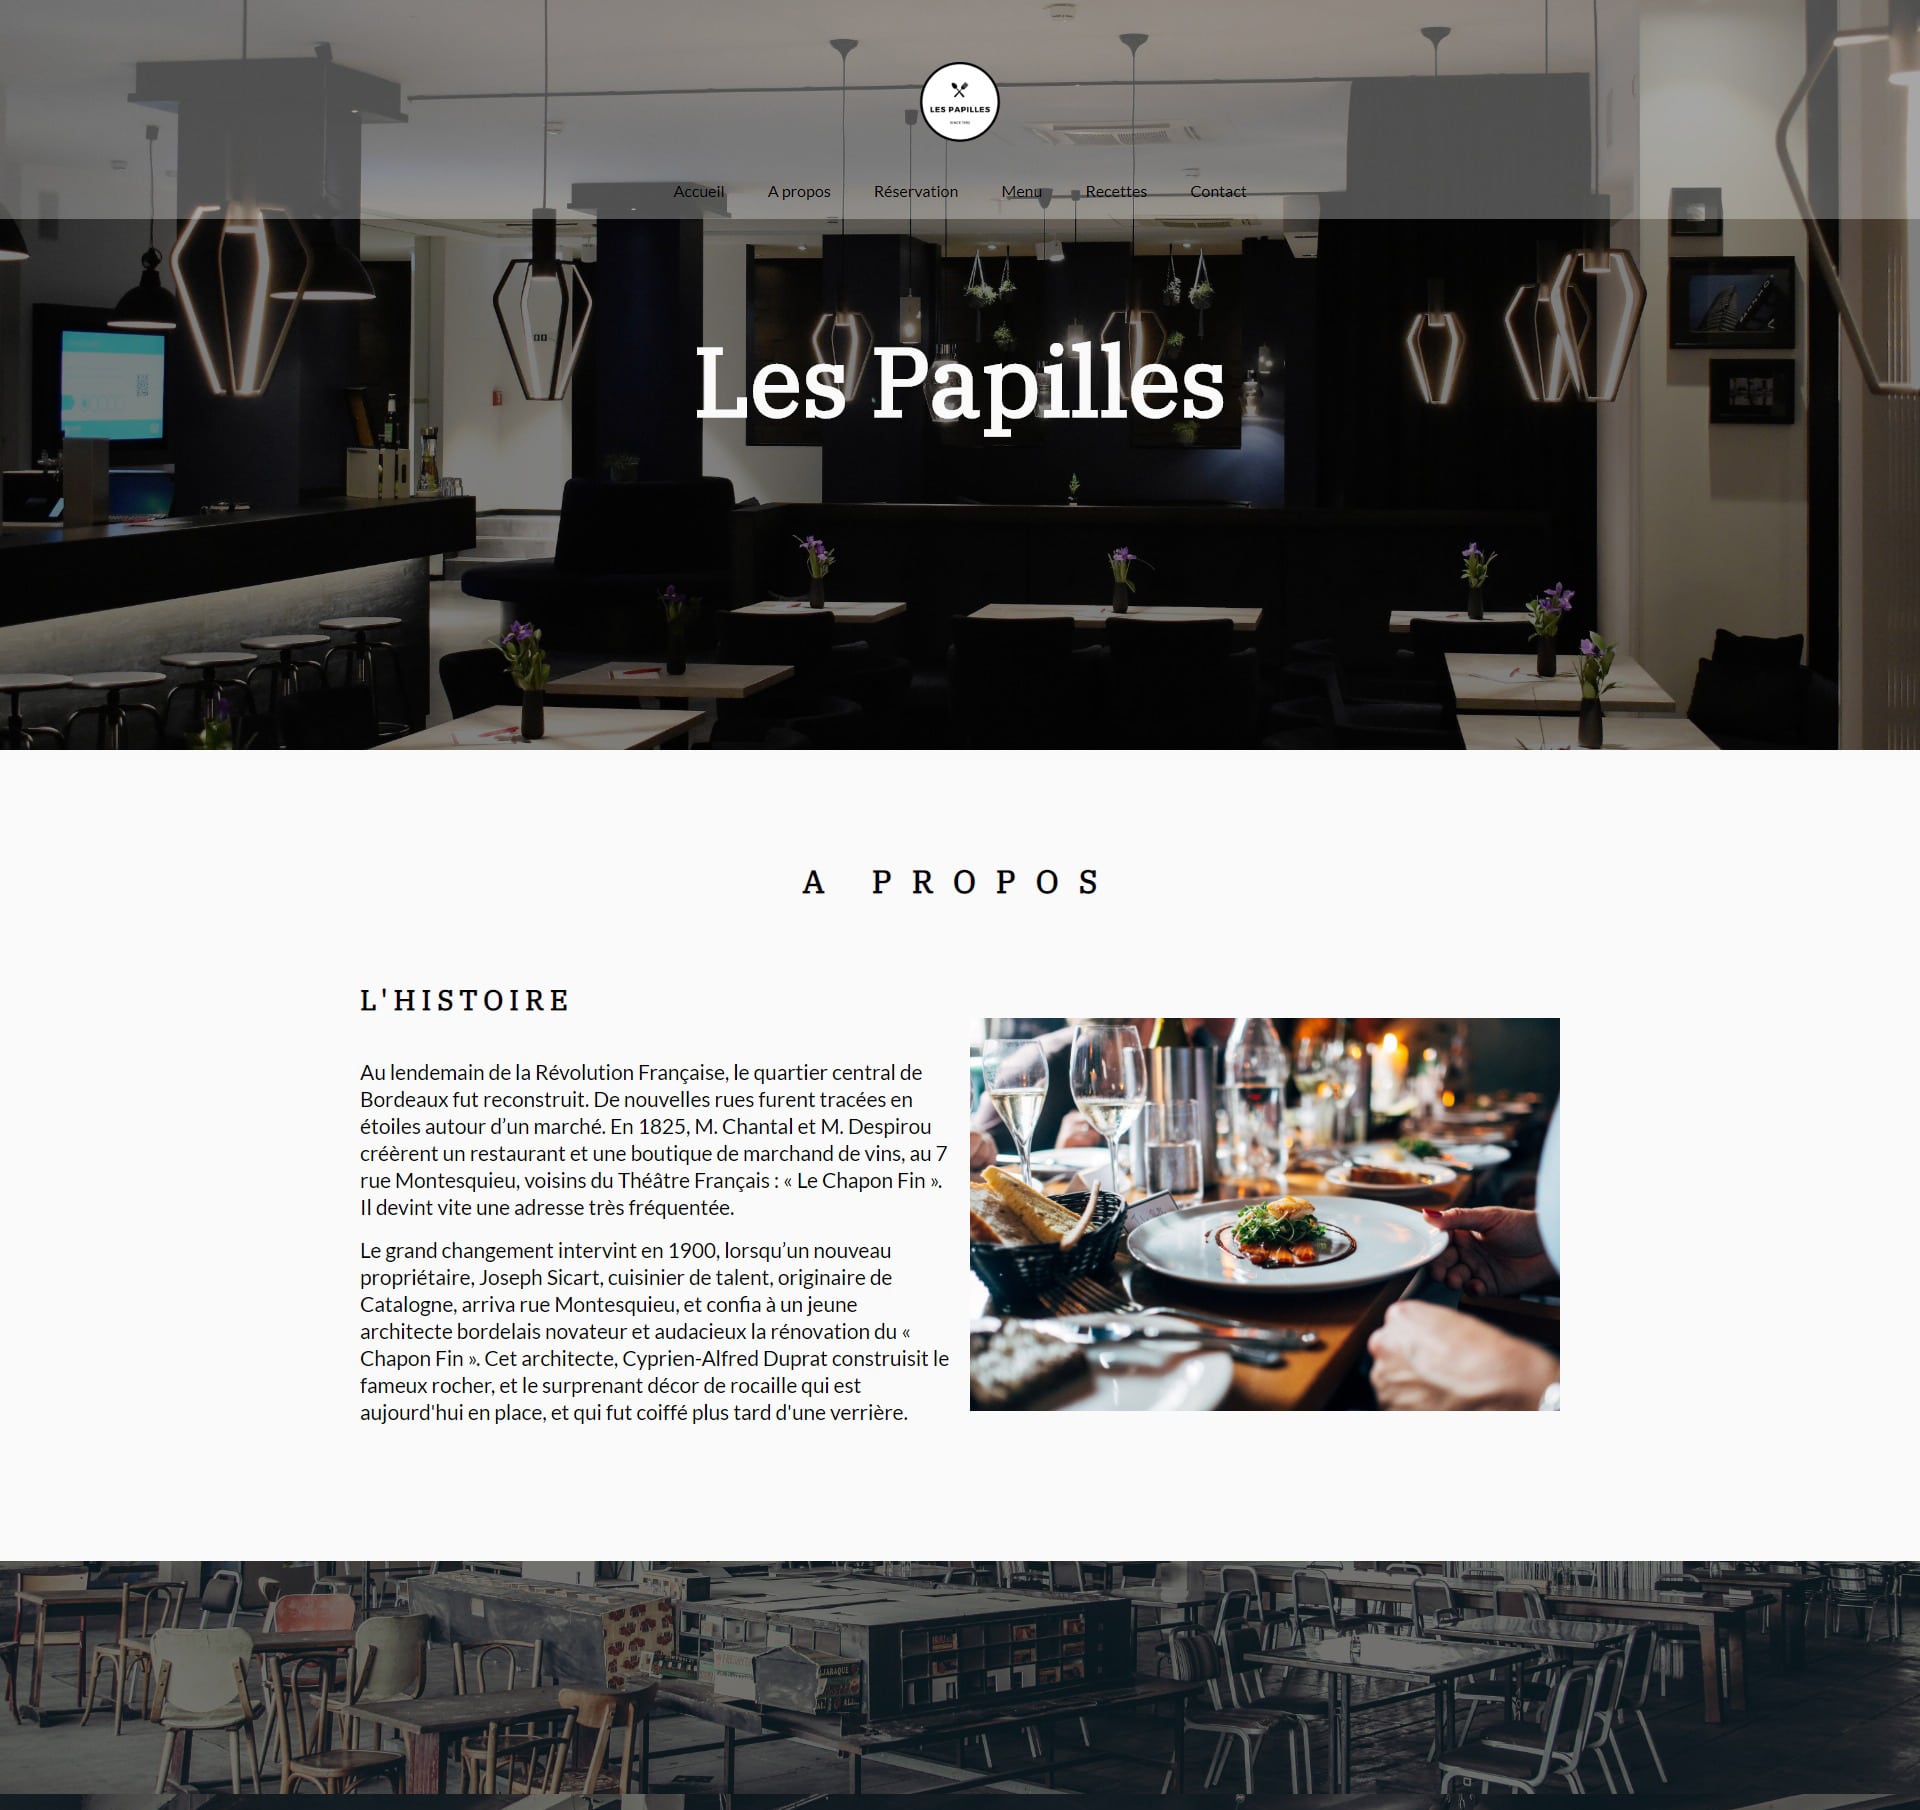 LES PAPILLES
SINCE 1992
Accueil
A propos
Réservation
Menu
Recettes
Contact
Les Papilles
A PROPOS
L'HISTOIRE
Au lendemain de la Révolution Française, le quartier central de
Bordeaux fut reconstruit. De nouvelles rues furent tracées en
étoiles autour d’un marché. En 1825, M. Chantal et M. Despirou
créèrent un restaurant et une boutique de marchand de vins, au 7
rue Montesquieu, voisins du Théâtre Français : « Le Chapon Fin ».
Il devint vite une adresse très fréquentée.
Le grand changement intervint en 1900, lorsqu’un nouveau
propriétaire, Joseph Sicart, cuisinier de talent, originaire de
Catalogne, arriva rue Montesquieu, et confia à un jeune
architecte bordelais novateur et audacieux la rénovation du «
Chapon Fin ». Cet architecte, Cyprien-Alfred Duprat construisit le
fameux rocher, et le surprenant décor de rocaille qui est
aujourd'hui en place, et qui fut coiffé plus tard d'une verrière.
JARAQUE